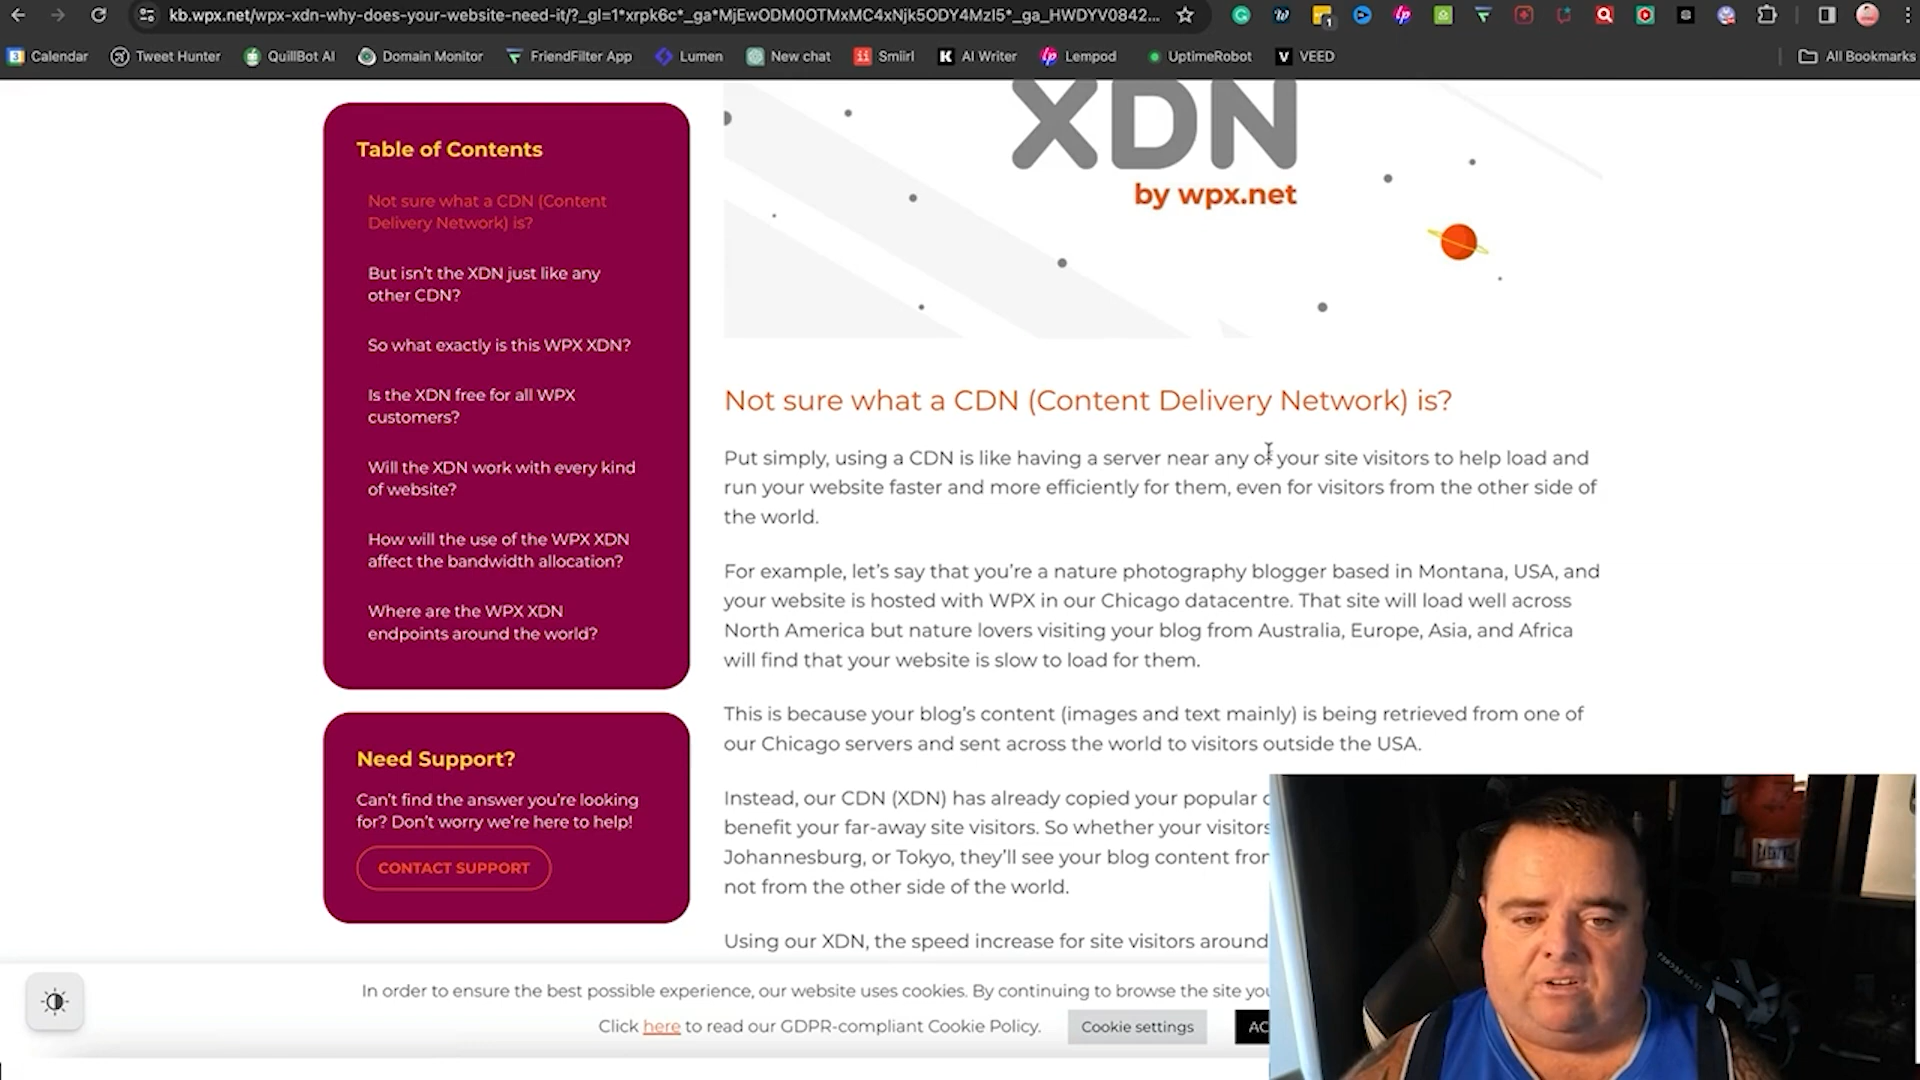 kb.wpx.net/wpx-xdn-why-does-your-website-need-it/?_gl=1*xrpk6c*_ga*MjEwODM0OTMxMC4xNjk5ODY4MzI5*_ga_HWDYV0842...
Calendar
Tweet Hunter
QuillBot AI
Domain Monitor
FriendFilter App
Lumen
New chat
Smiirl
AI Writer
Lempod
UptimeRobot
VEED
All Bookmarks
XDN
by wpx.net
Table of Contents
Not sure what a CDN (Content
Delivery Network) is?
But isn't the XDN just like any
other CDN?
So what exactly is this WPX XDN?
Is the XDN free for all WPX
customers?
Will the XDN work with every kind
of website?
How will the use of the WPX XDN
affect the bandwidth allocation?
Where are the WPX XDN
endpoints around the world?
Need Support?
Can't find the answer you're looking
for? Don't worry we're here to help!
CONTACT SUPPORT
Not sure what a CDN (Content Delivery Network) is?
Put simply, using a CDN is like having a server near any of your site visitors to help load and
run your website faster and more efficiently for them, even for visitors from the other side of
the world.
For example, let's say that you're a nature photography blogger based in Montana, USA, and
your website is hosted with WPX in our Chicago datacentre. That site will load well across
North America but nature lovers visiting your blog from Australia, Europe, Asia, and Africa
will find that your website is slow to load for them.
This is because your blog's content (images and text mainly) is being retrieved from one of
our Chicago servers and sent across the world to visitors outside the USA.
Instead, our CDN (XDN) has already copied your popular
benefit your far-away site visitors. So whether your visitors
Johannesburg, or Tokyo, they'll see your blog content from
not from the other side of the world.
Using our XDN, the speed increase for site visitors around
In order to ensure the best possible experience, our website uses cookies. By continuing to browse the site you
Click here to read our GDPR-compliant Cookie Policy.
Cookie settings